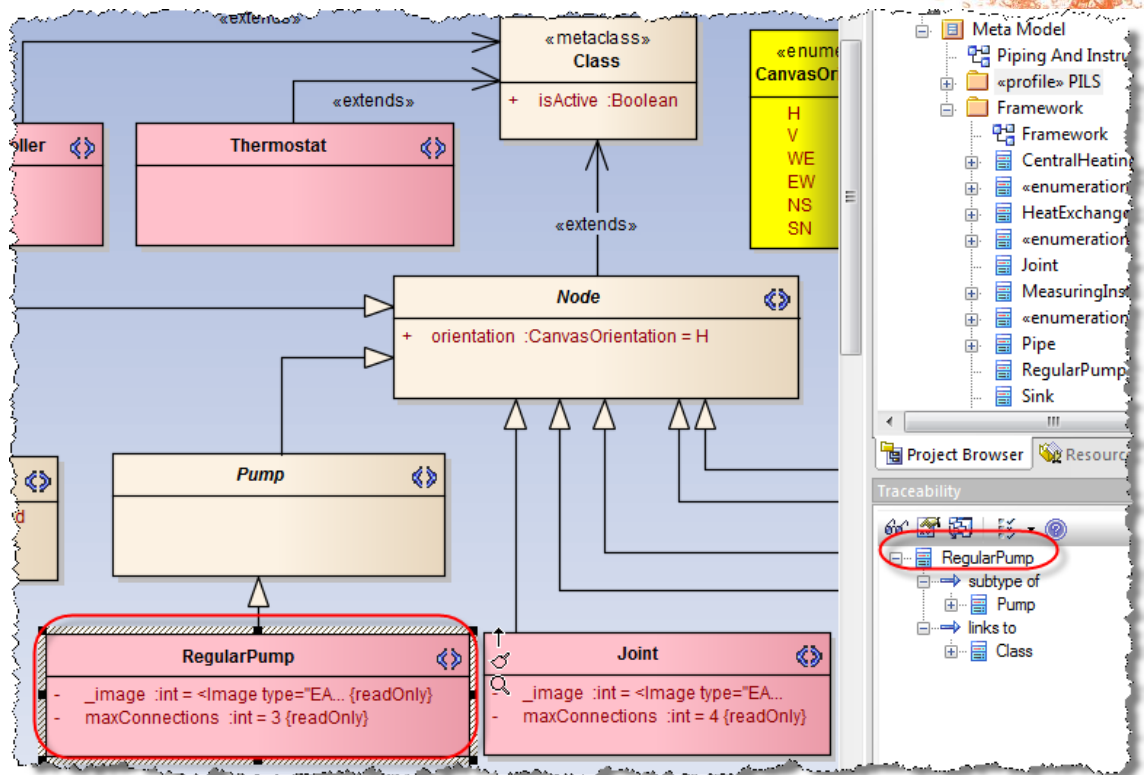 «extends»
«metaclass»
Class
+ isActive :Boolean
«enume
CanvasOr
H
V
WE
EW
NS
SN
«extends»
ller
Thermostat
«extends»
Node
+ orientation :CanvasOrientation = H
Pump
d
RegularPump
- _image :int = <Image type="EA... {readOnly}
- maxConnections :int = 3 {readOnly}
Joint
- _image :int = <Image type="EA...
- maxConnections :int = 4 {readOnly}
Meta Model
Piping And Instru
«profile» PILS
Framework
Framework
CentralHeating
«enumeration
HeatExchange
«enumeration
Joint
MeasuringInst
«enumeration
Pipe
RegularPump
Sink
Project Browser
Resourc
Traceability
RegularPump
subtype of
Pump
links to
Class